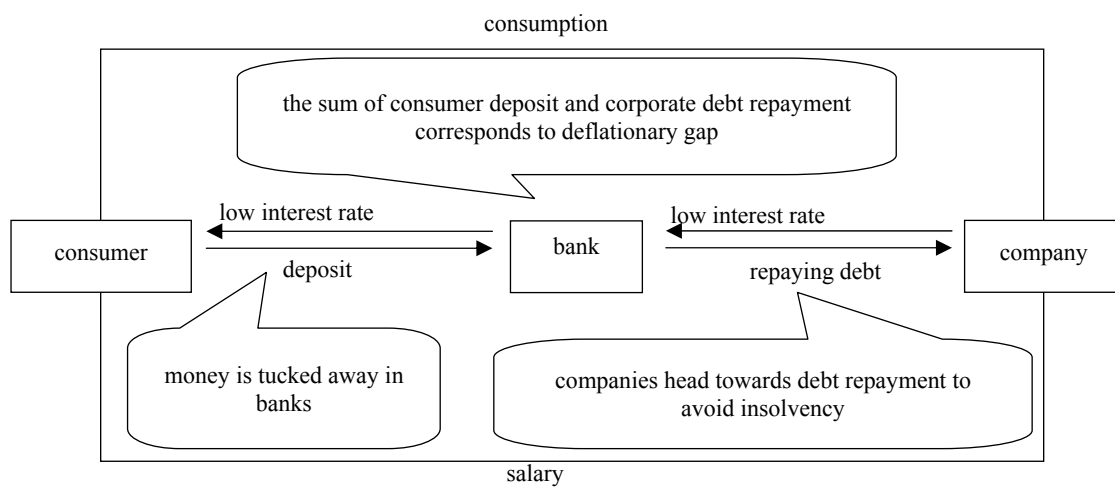 consumption
the sum of consumer deposit and corporate debt repayment
corresponds to deflationary gap
low interest rate
low interest rate
consumer
bank
company
deposit
repaying debt
money is tucked away in
banks
companies head towards debt repayment to
avoid insolvency
salary